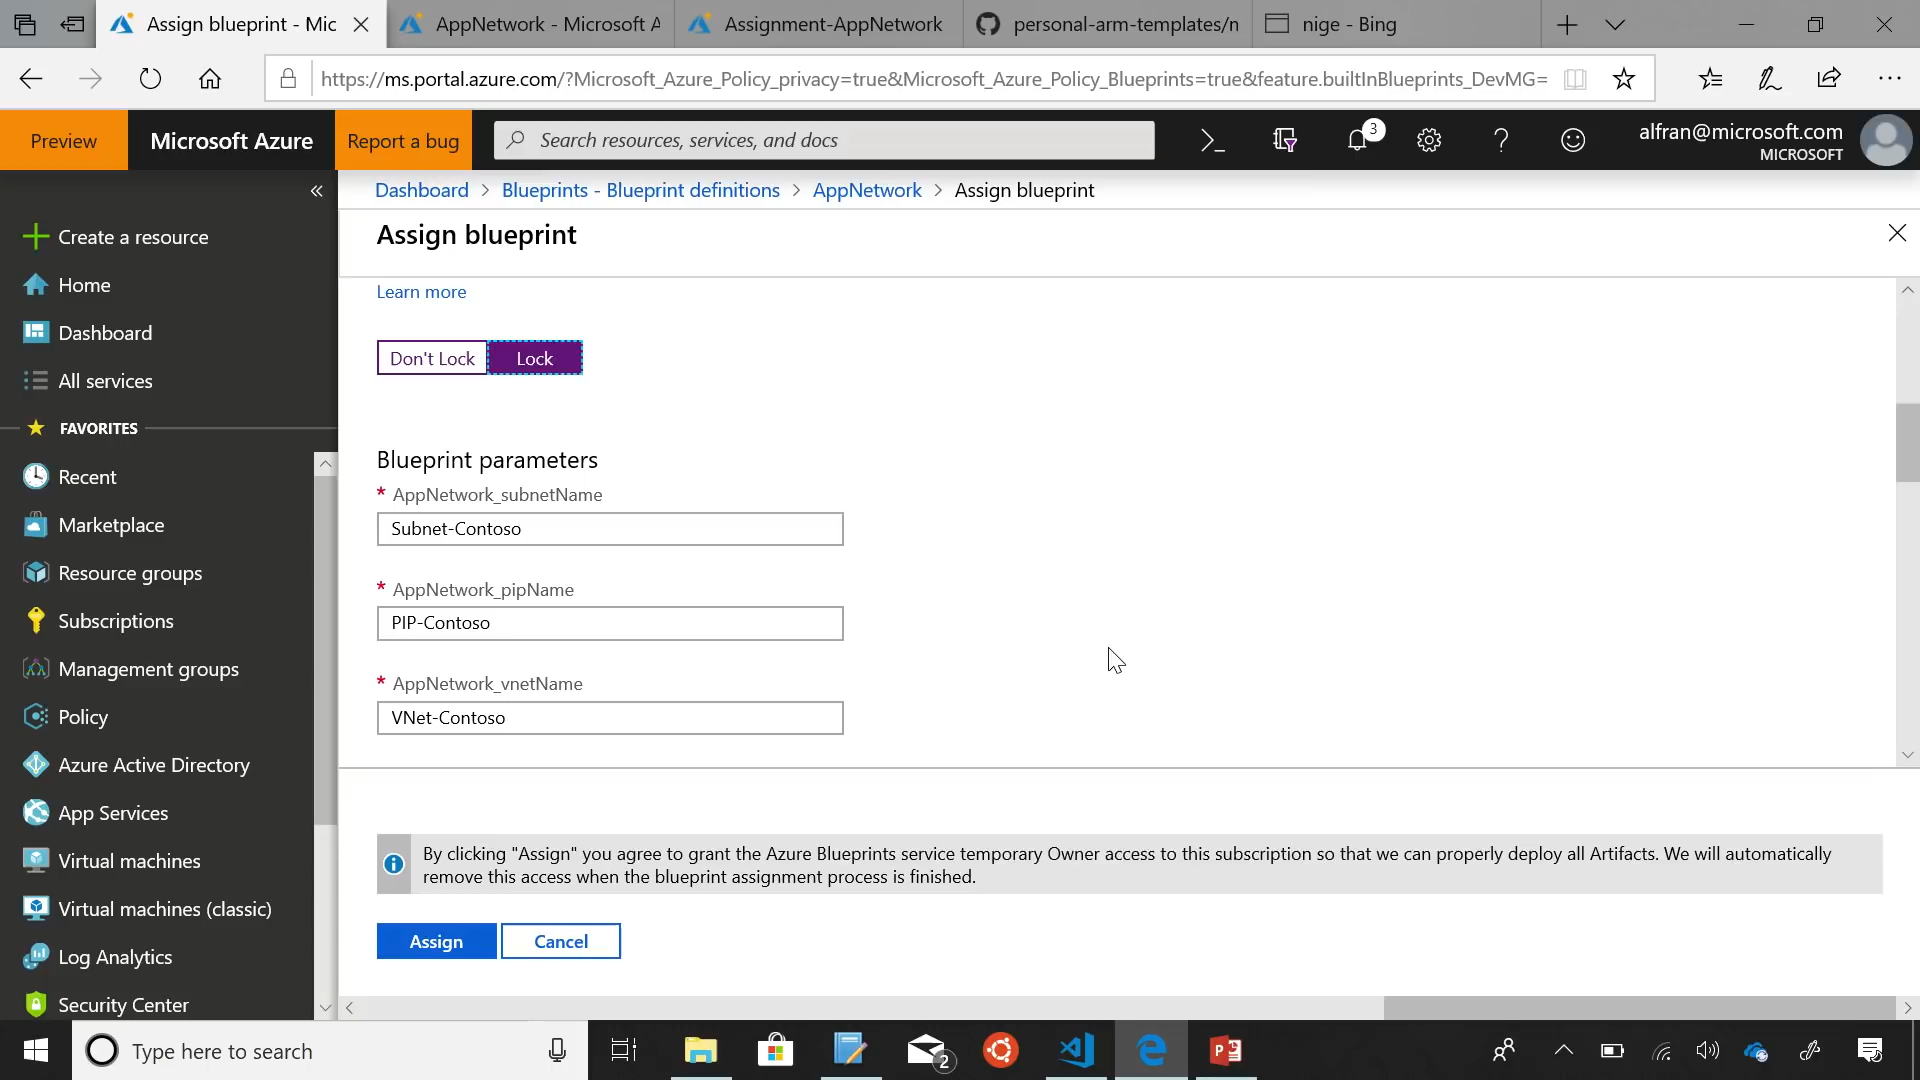 Assign blueprint - Mic
AppNetwork - Microsoft A
Assignment-AppNetwork
personal-arm-templates/n
nige - Bing
https://ms.portal.azure.com/?Microsoft_Azure_Policy_privacy=true&Microsoft_Azure_Policy_Blueprints=true&feature.builtInBlueprints_DevMG=
Preview
Microsoft Azure
Report a bug
Search resources, services, and docs
3
alfran@microsoft.com
MICROSOFT
Dashboard > Blueprints - Blueprint definitions > AppNetwork > Assign blueprint
Create a resource
Home
Dashboard
All services
FAVORITES
Recent
Marketplace
Resource groups
Subscriptions
Management groups
Policy
Azure Active Directory
App Services
Virtual machines
Virtual machines (classic)
Log Analytics
Security Center
Assign blueprint
Learn more
Don't Lock
Lock
Blueprint parameters
* AppNetwork_subnetName
Subnet-Contoso
* AppNetwork_pipName
PIP-Contoso
* AppNetwork_vnetName
VNet-Contoso
By clicking "Assign" you agree to grant the Azure Blueprints service temporary Owner access to this subscription so that we can properly deploy all Artifacts. We will automatically
remove this access when the blueprint assignment process is finished.
Assign
Cancel
Type here to search
2